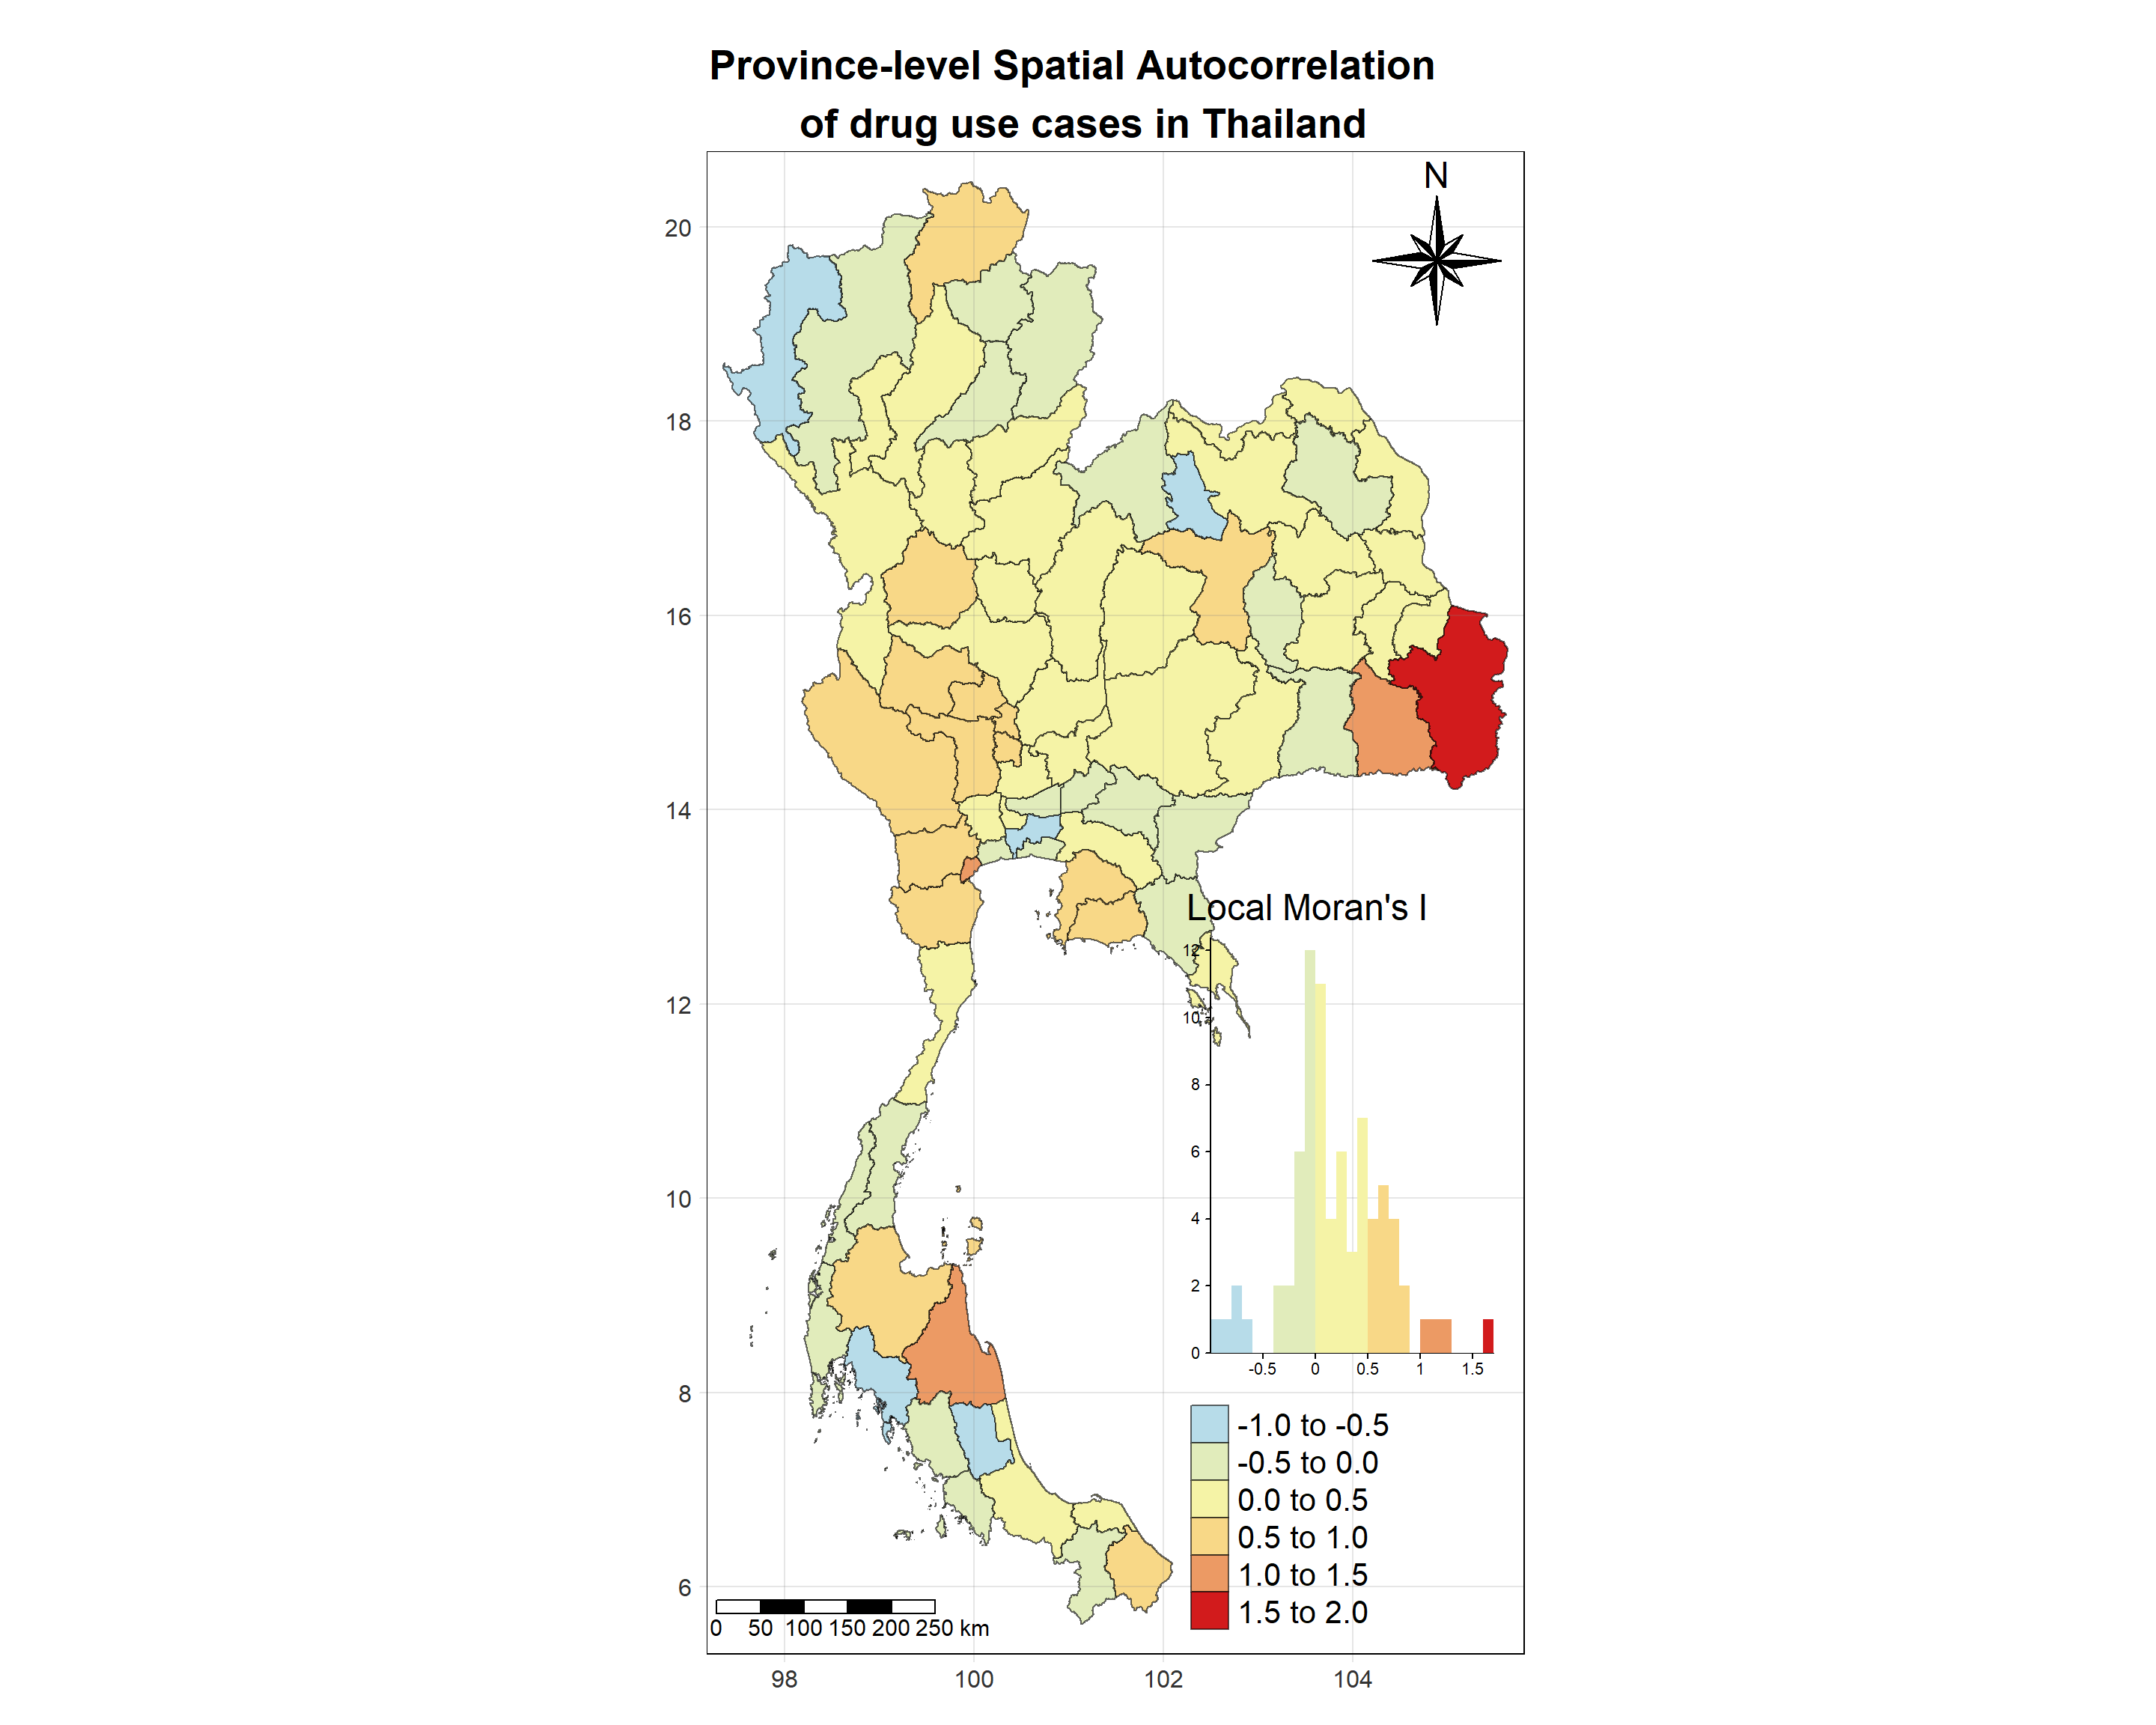 Province-level Spatial Autocorrelation
of drug use cases in Thailand
N
20
18
16
14
12
10
8
6
98 100 102 104
Local Moran's I
12
10
8
6
4
2
0
-0.5 0 0.5 1 1.5
-1.0 to -0.5
-0.5 to 0.0
0.0 to 0.5
0.5 to 1.0
1.0 to 1.5
1.5 to 2.0
0 50 100 150 200 250 km